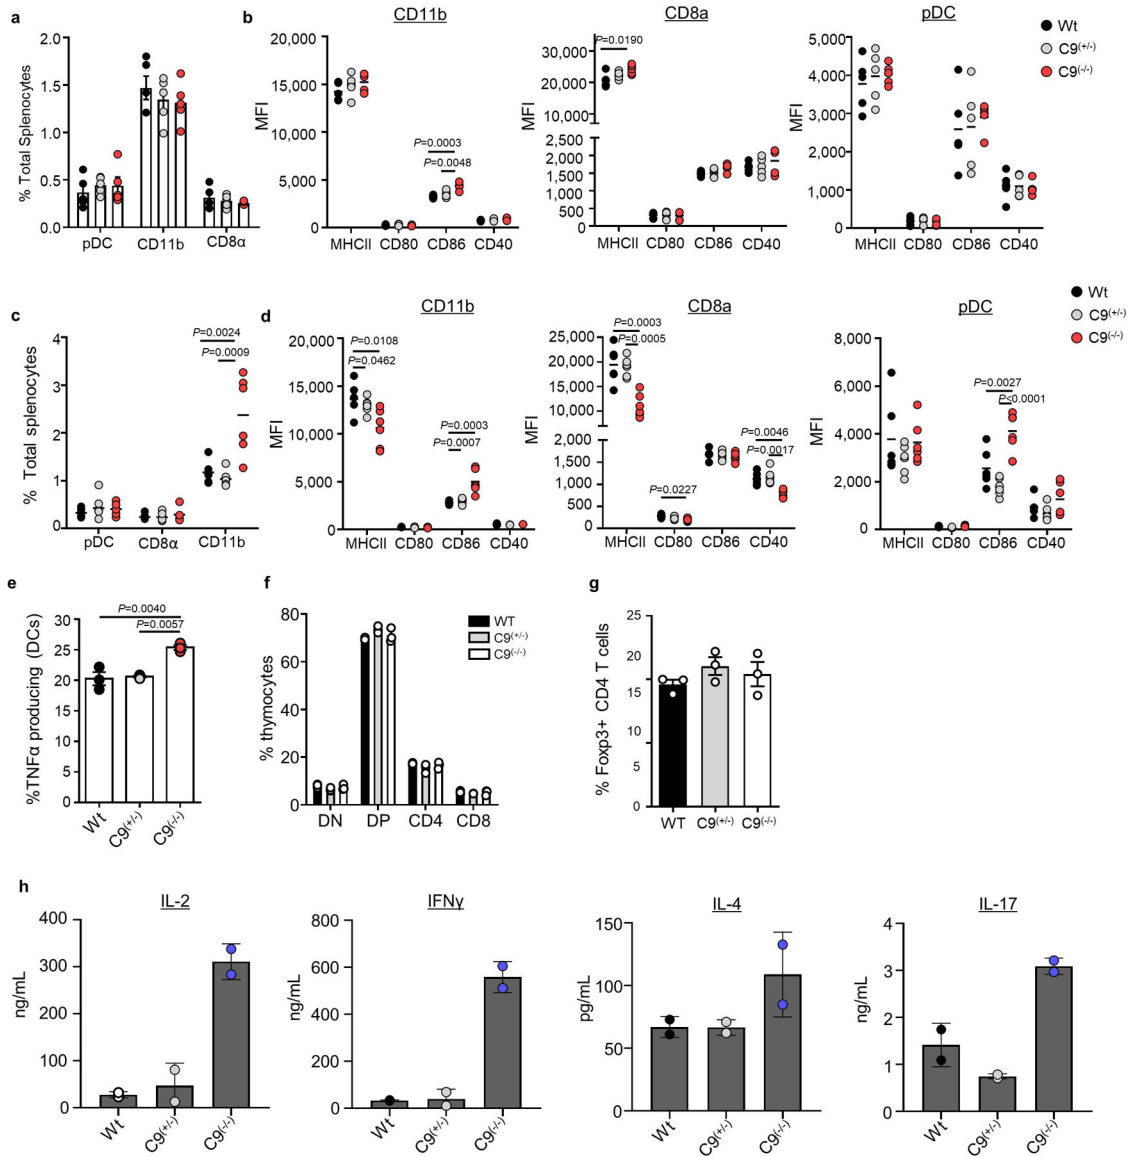 a
% Total Splenocytes
2.0
1.5
1.0
0.5
0.0
pDC CD11b CD8α
b
CD11b
MFI
20,000
15,000
10,000
5,000
0
P=0.0003
P=0.0048
MHCII CD80 CD86 CD40
CD8a
MFI
P=0.0190
30,000
20,000
10,000
2,500
2,000
1,500
1,000
500
0
MHCII CD80 CD86 CD40
pDC
MFI
5,000
4,000
3,000
2,000
1,000
0
MHCII CD80 CD86 CD40
Wt
C9(+/-)
C9(-/-)
c
% Total splenocytes
4
3
2
1
0
P=0.0024
P=0.0009
pDC CD8α CD11b
d
CD11b
MFI
20,000
15,000
10,000
5,000
0
P=0.0108
P=0.0462
P=0.0003
P=0.0007
MHCII CD80 CD86 CD40
CD8a
MFI
25,000
20,000
15,000
10,000
2,000
1,500
1,000
500
0
P=0.0003
P=0.0005
P=0.0046
P=0.0017
P=0.0227
MHCII CD80 CD86 CD40
pDC
MFI
8,000
6,000
4,000
2,000
0
P=0.0027
P<0.0001
MHCII CD80 CD86 CD40
Wt
C9(+/-)
C9(-/-)
e
%TNFα producing (DCs)
30
25
20
15
10
5
0
P=0.0040
P=0.0057
Wt C9(+/-) C9(-/-)
f
% thymocytes
80
60
40
20
0
DN DP CD4 CD8
WT
C9(+/-)
C9(-/-)
g
% Foxp3+ CD4 T cells
25
20
15
10
5
0
WT C9(+/-) C9(-/-)
h
IL-2
ng/mL
400
300
200
100
0
Wt C9(+/-) C9(-/-)
IFNγ
ng/mL
800
600
400
200
0
Wt C9(+/-) C9(-/-)
IL-4
pg/mL
150
100
50
0
Wt C9(+/-) C9(-/-)
IL-17
ng/mL
4
3
2
1
0
Wt C9(+/-) C9(-/-)